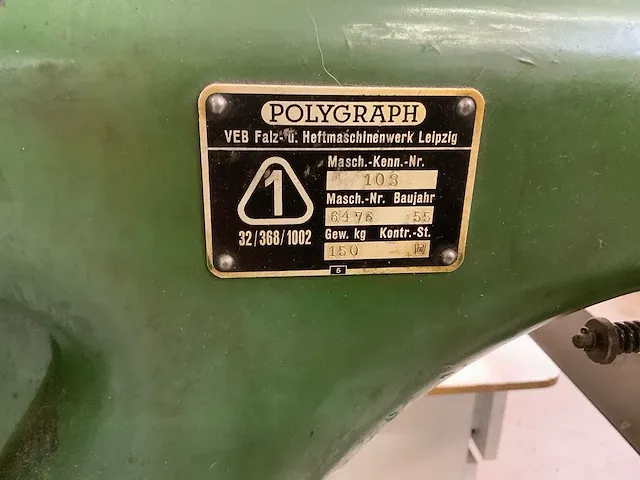 POLYGRAPH
VEB Falz- u. Heftmaschinenwerk Leipzig
Masch.-Kenn.-Nr.
103
Masch.-Nr. Baujahr
6476 55
Gew. kg Kontr.-St.
150
1
32/368/1002
5